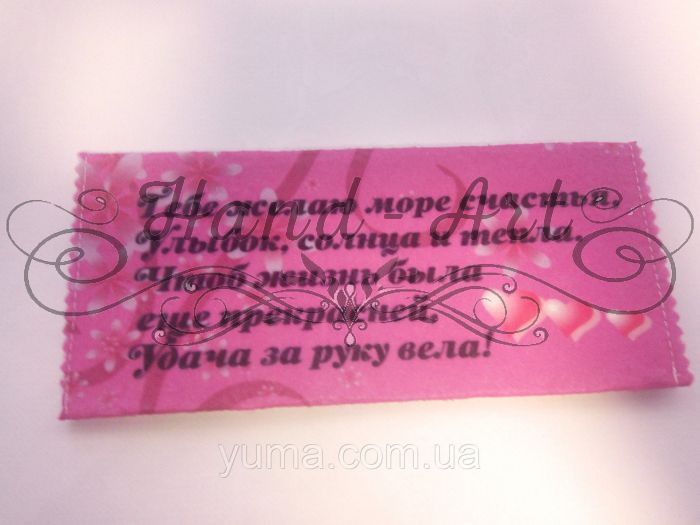 Тебе желаю море счастья,
Улыбок, солнца и тепла.
Чтоб жизнь была
еще прекрасней,
Удача за руку вела!
Hand - Art
yuma.com.ua